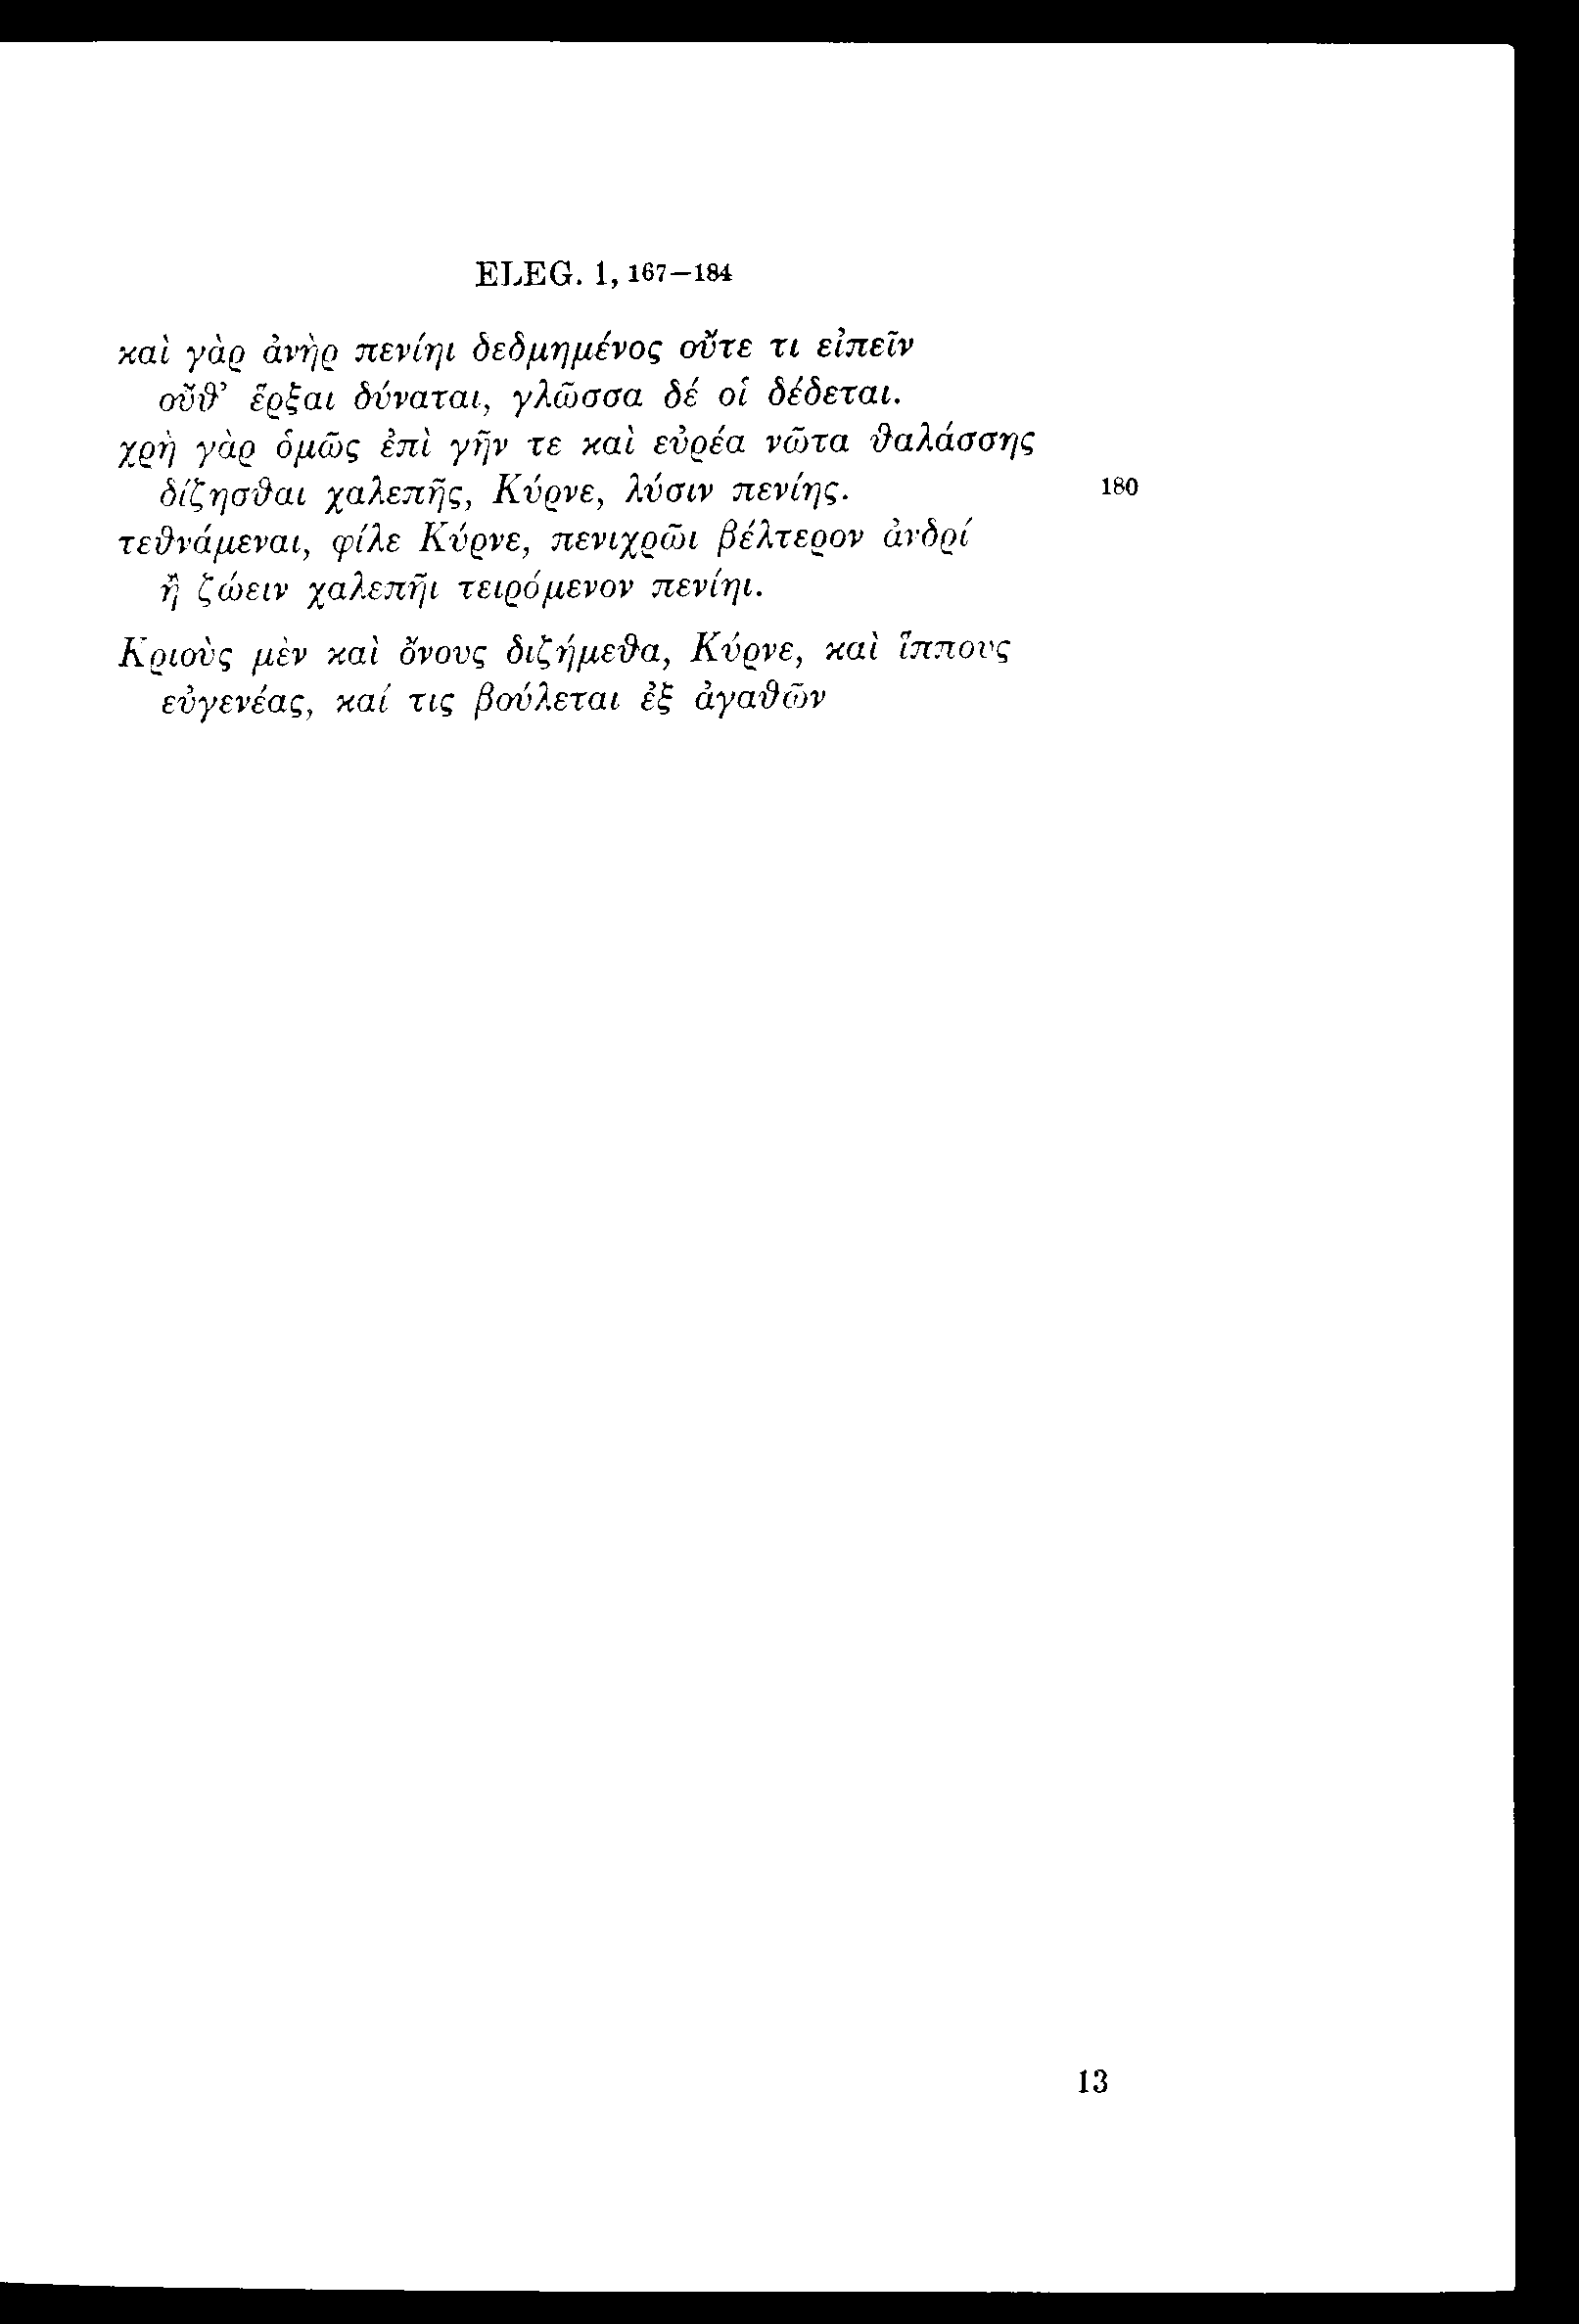 ELEG. 1, 167–184
καὶ γὰρ ἀνὴρ πενίηι δεδμημένος οὔτε τι εἰπεῖν
οὔθ’ ἕρξαι δύναται, γλῶσσα δέ οἱ δέδεται.
χρὴ γὰρ ὁμῶς ἐπὶ γῆν τε καὶ εὐρέα νῶτα θαλάσσης
δίζησθαι χαλεπῆς, Κύρνε, λύσιν πενίης. 180
τεθνάμεναι, φίλε Κύρνε, πενιχρῶι βέλτερον ἀνδρί
ἢ ζώειν χαλεπῆι τειρόμενον πενίηι.
Κριοὺς μὲν καὶ ὄνους διζήμεθα, Κύρνε, καὶ ἵππους
εὐγενέας, καί τις βούλεται ἐξ ἀγαθῶν
13